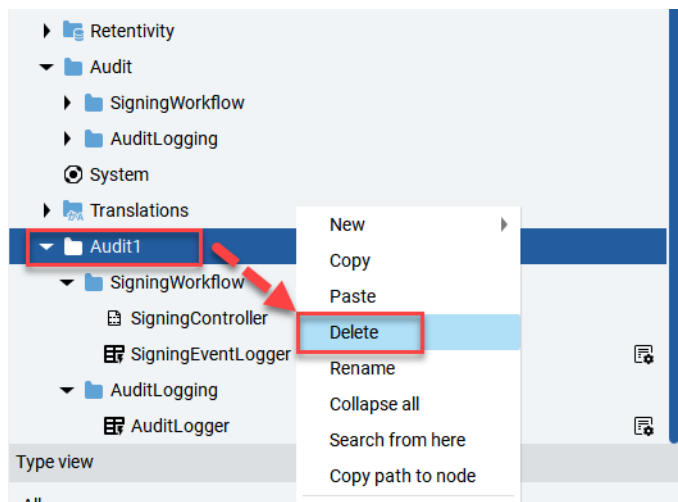 Retentivity
Audit
SigningWorkflow
AuditLogging
System
Translations
Audit1
SigningWorkflow
SigningController
SigningEventLogger
AuditLogging
AuditLogger
Type view
New
Copy
Paste
Delete
Rename
Collapse all
Search from here
Copy path to node